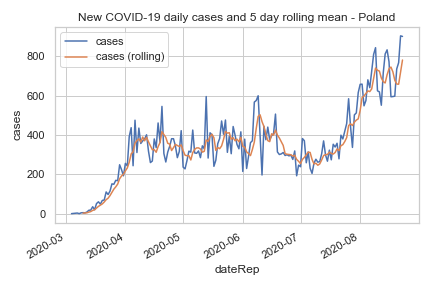 New COVID-19 daily cases and 5 day rolling mean - Poland
cases
cases (rolling)
cases
800
600
400
200
0
2020-03
2020-04
2020-05
2020-06
2020-07
2020-08
dateRep